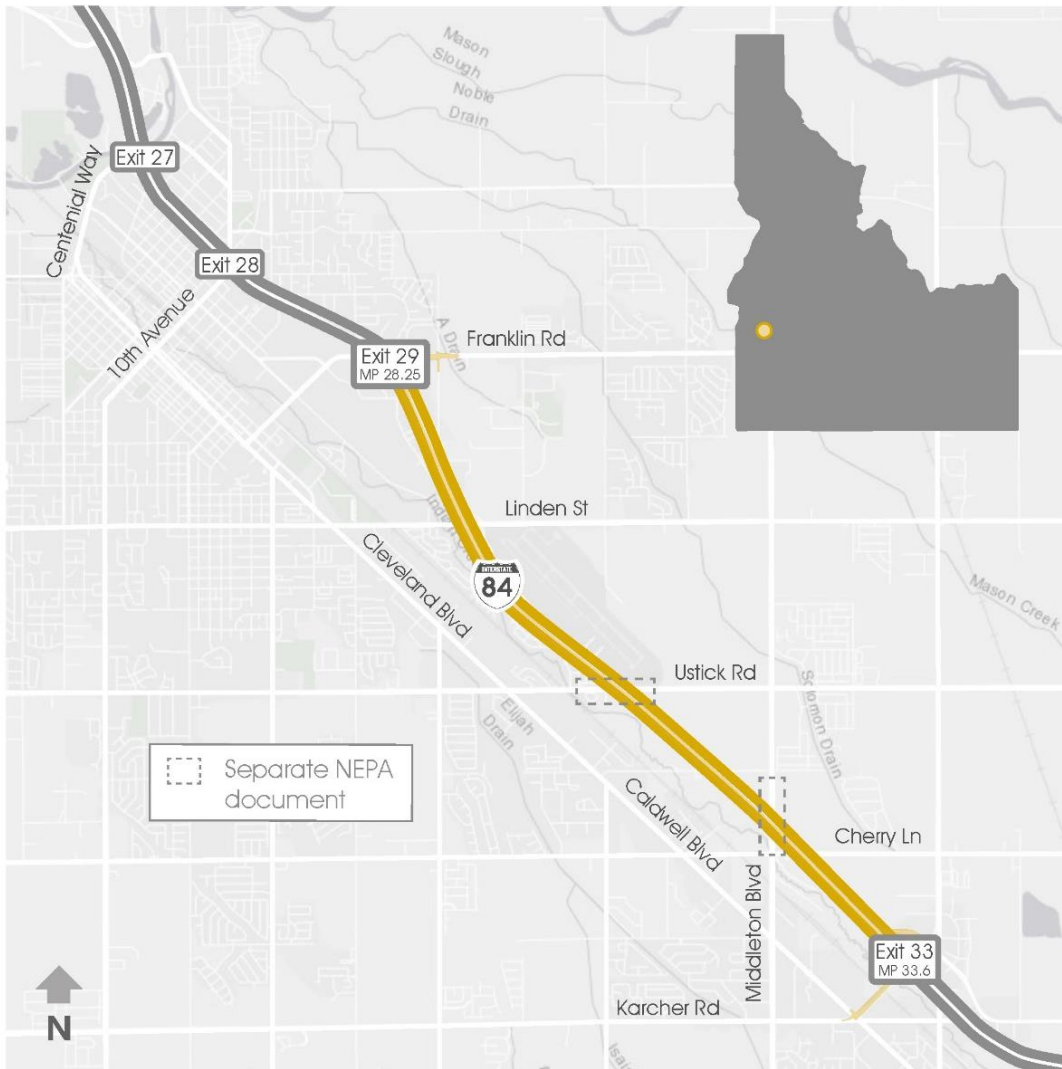 Mason
Slough
Noble
Drain
Exit 27
Centenial Way
Exit 28
10th Avenue
A Drain
Franklin Rd
Exit 29
MP 28.25
Linden St
INTERSTATE
84
Cleveland Blvd
Mason Creek
Ustick Rd
Solomon Drain
Elijah
Drain
Separate NEPA
document
Caldwell Blvd
Cherry Ln
Middleton Blvd
Exit 33
MP 33.6
Karcher Rd
N